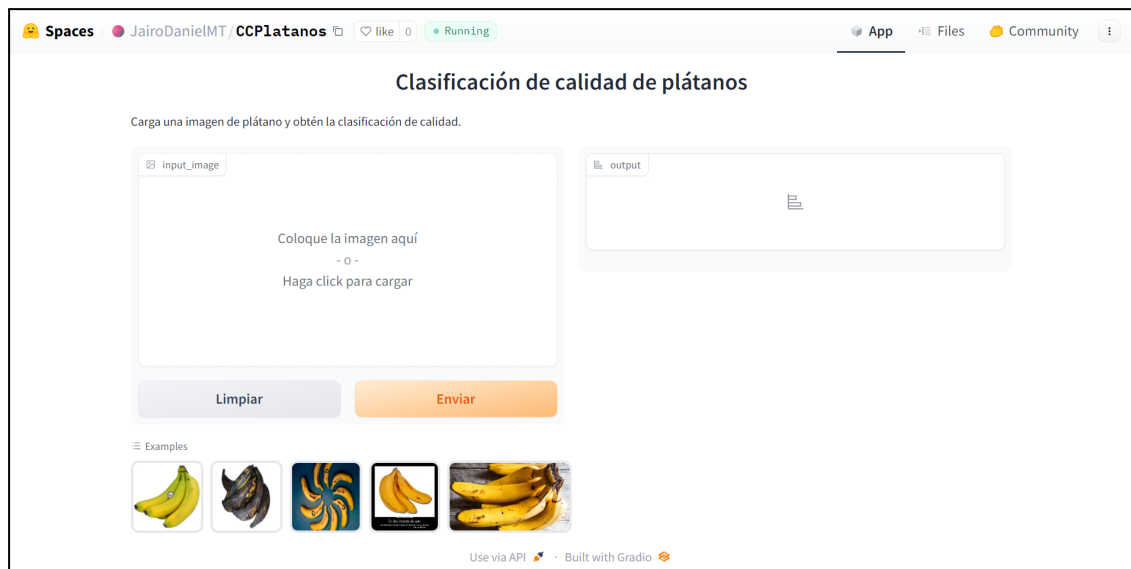 Spaces JairoDanielMT/CCPlatanos like 0 Running App Files Community
Clasificación de calidad de plátanos
Carga una imagen de plátano y obtén la clasificación de calidad.
input_image
output
Coloque la imagen aquí
- o -
Haga click para cargar
Limpiar
Enviar
Examples
Use via API · Built with Gradio